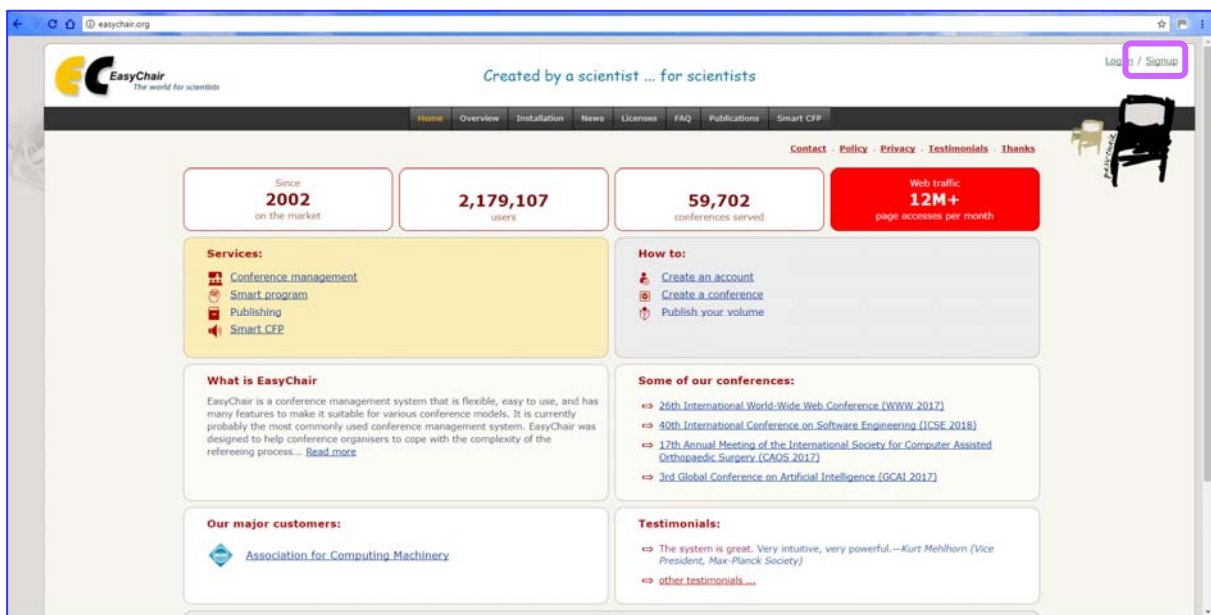 easychair.org
Log in / Signup
EC EasyChair
The world for scientists
Created by a scientist ... for scientists
Home Overview Installation News Licenses FAQ Publications Smart CFP
Contact - Policy - Privacy - Testimonials - Thanks
easychair
Since
2002
on the market
2,179,107
users
59,702
conferences served
Web traffic
12M+
page accesses per month
Services:
Conference management
Smart program
Publishing
Smart CFP
How to:
Create an account
Create a conference
Publish your volume
What is EasyChair
EasyChair is a conference management system that is flexible, easy to use, and has
many features to make it suitable for various conference models. It is currently
probably the most commonly used conference management system. EasyChair was
designed to help conference organisers to cope with the complexity of the
refereeing process... Read more
Some of our conferences:
26th International World-Wide Web Conference (WWW 2017)
40th International Conference on Software Engineering (ICSE 2018)
17th Annual Meeting of the International Society for Computer Assisted
Orthopaedic Surgery (CAOS 2017)
3rd Global Conference on Artificial Intelligence (GCAI 2017)
Our major customers:
Association for Computing Machinery
Testimonials:
The system is great. Very intuitive, very powerful.—Kurt Mehlhorn (Vice
President, Max-Planck Society)
other testimonials ...